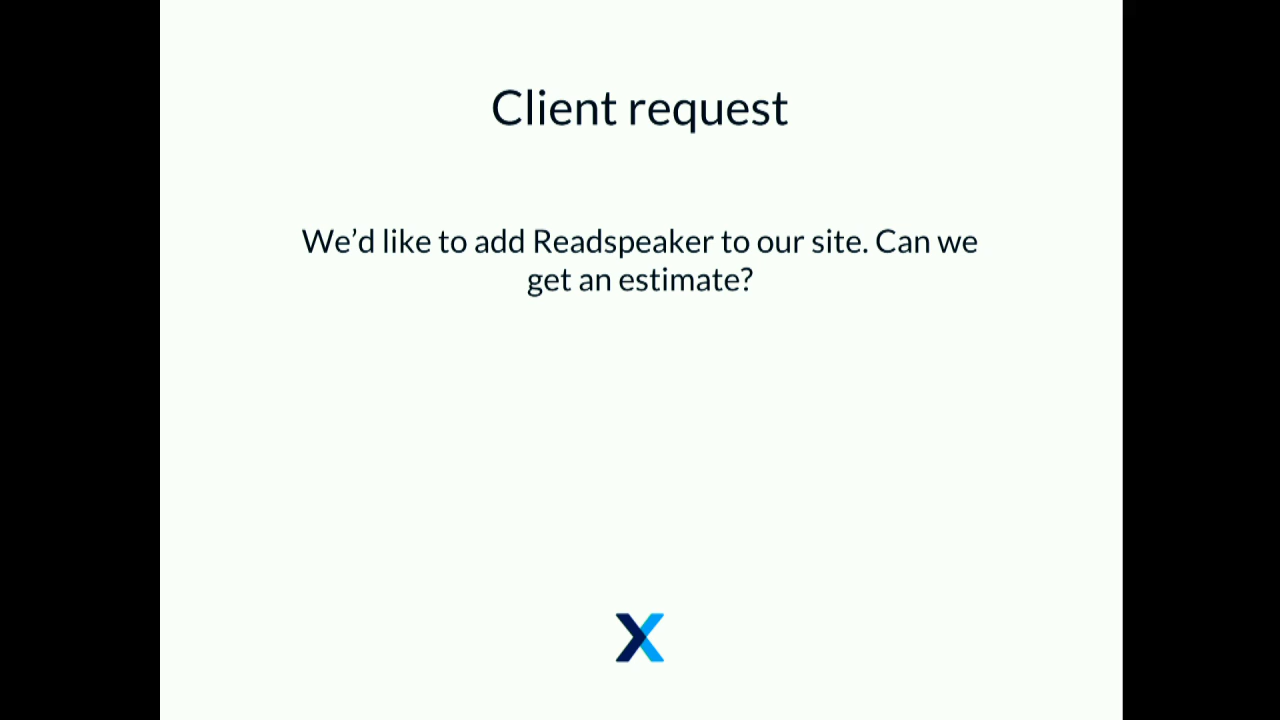 Client request
We’d like to add Readspeaker to our site. Can we
get an estimate?